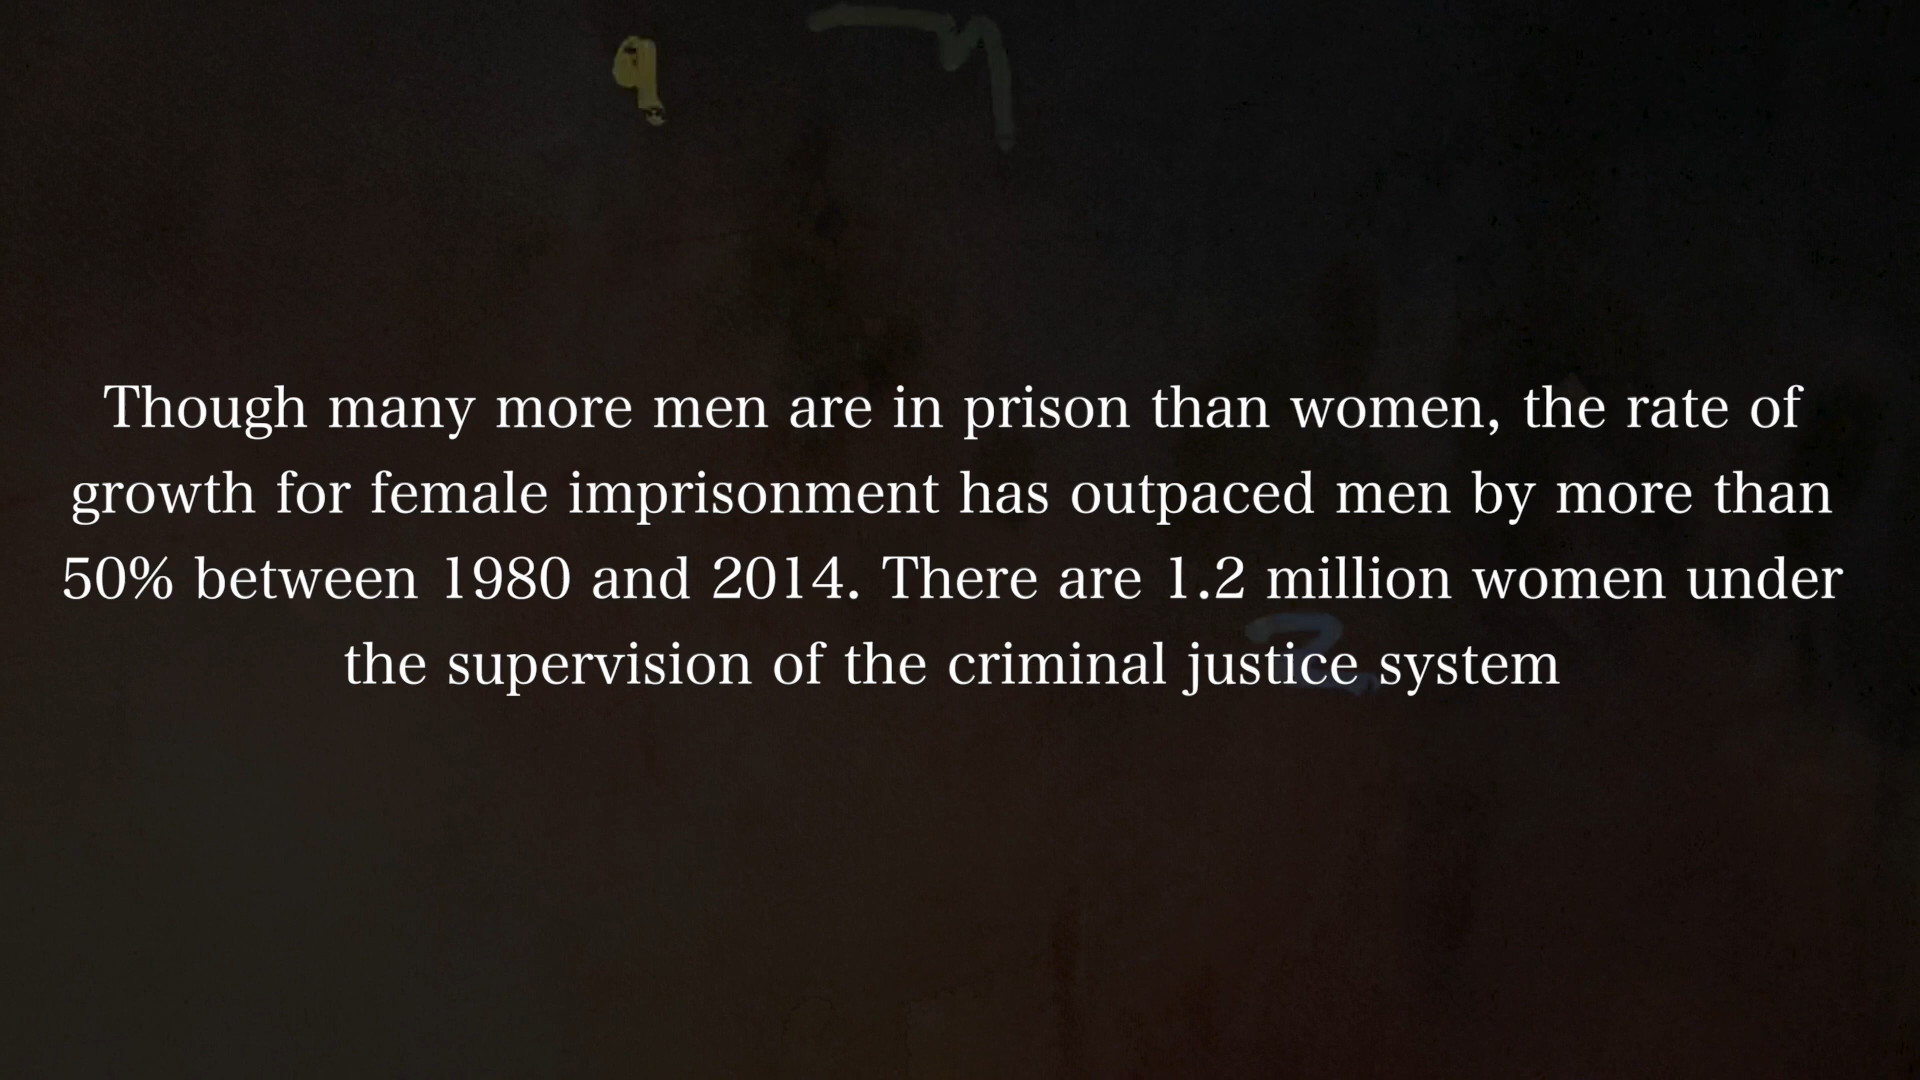 Though many more men are in prison than women, the rate of
growth for female imprisonment has outpaced men by more than
50% between 1980 and 2014. There are 1.2 million women under
the supervision of the criminal justice system